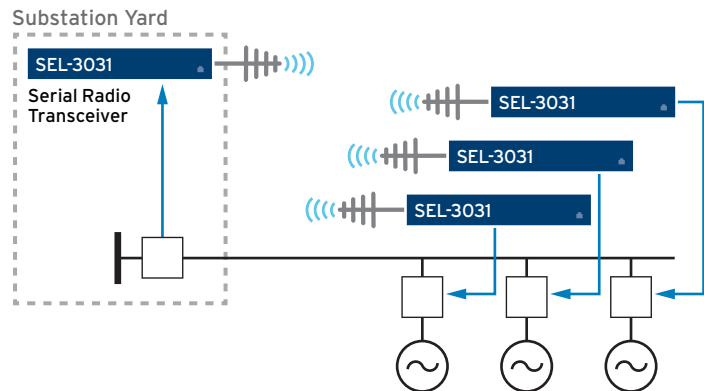 Substation Yard
SEL-3031
Serial Radio
Transceiver
SEL-3031
SEL-3031
SEL-3031